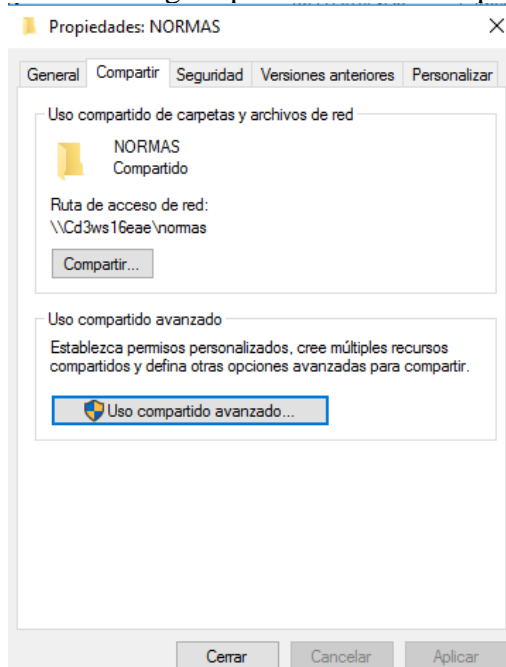 Propiedades: NORMAS
General Compartir Seguridad Versiones anteriores Personalizar
Uso compartido de carpetas y archivos de red
NORMAS
Compartido
Ruta de acceso de red:
\\Cd3ws16eae\normas
Compartir...
Uso compartido avanzado
Establezca permisos personalizados, cree múltiples recursos
compartidos y defina otras opciones avanzadas para compartir.
Uso compartido avanzado...
Cerrar Cancelar Aplicar